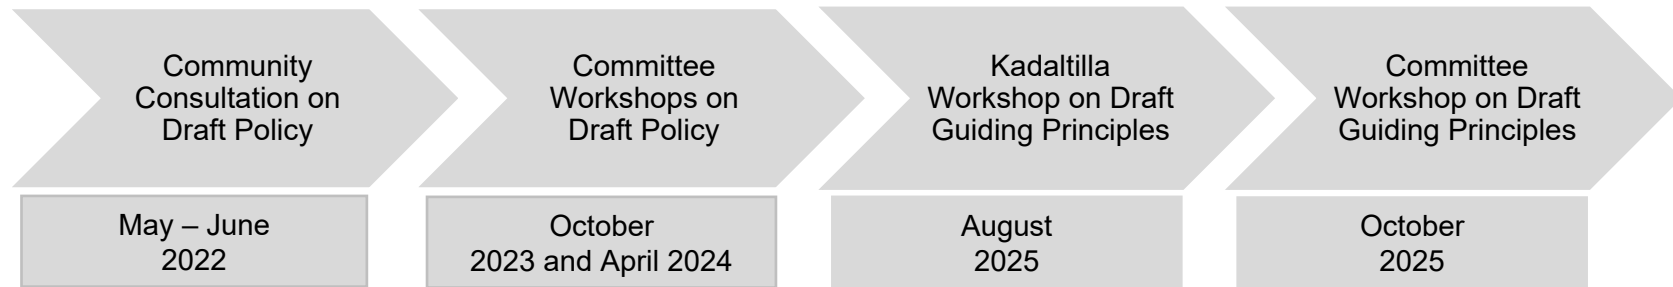 Community
Consultation on
Draft Policy
May – June
2022
Committee
Workshops on
Draft Policy
October
2023 and April 2024
Kadaltilla
Workshop on Draft
Guiding Principles
August
2025
Committee
Workshop on Draft
Guiding Principles
October
2025